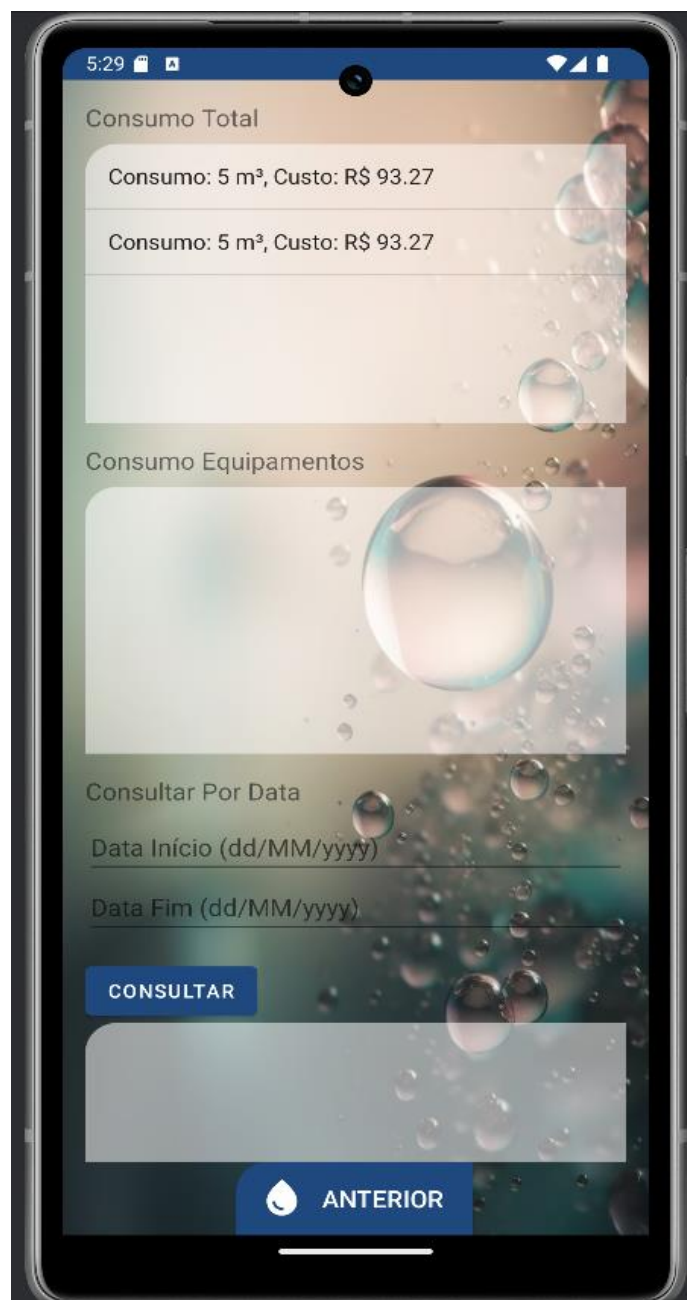 5:29
Consumo Total
Consumo: 5 m³, Custo: R$ 93.27
Consumo: 5 m³, Custo: R$ 93.27
Consumo Equipamentos
Consultar Por Data
Data Início (dd/MM/yyyy)
Data Fim (dd/MM/yyyy)
CONSULTAR
ANTERIOR